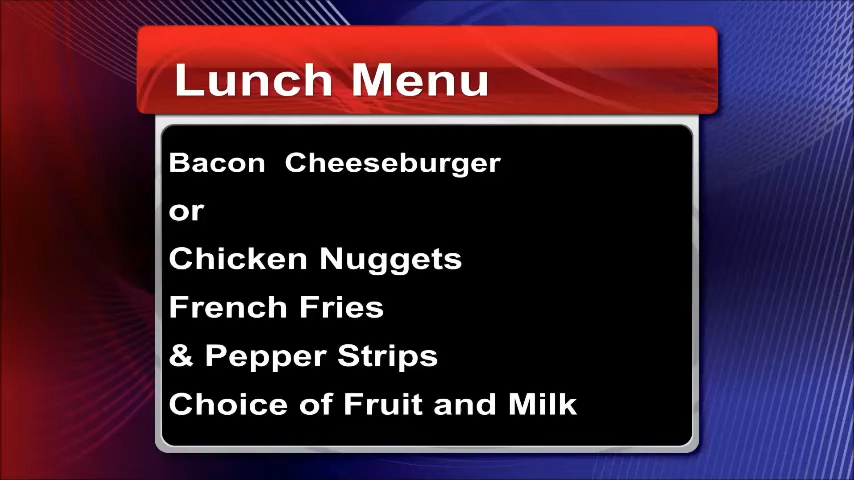 Lunch Menu
Bacon  Cheeseburger
or
Chicken Nuggets
French Fries
& Pepper Strips
Choice of Fruit and Milk